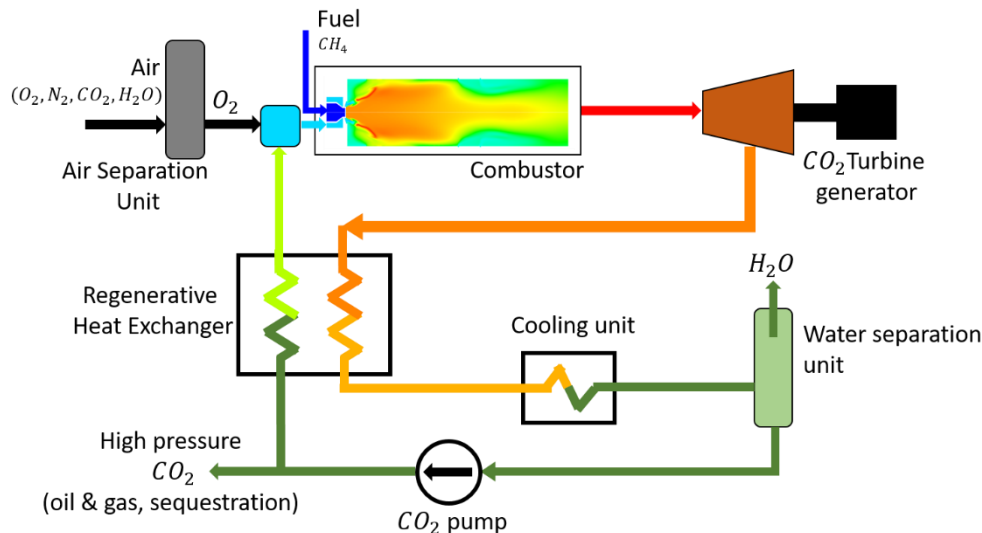 Fuel
CH₄
Air
(O₂, N₂, CO₂, H₂O)
O₂
Air Separation
Unit
Combustor
CO₂ Turbine
generator
Regenerative
Heat Exchanger
Cooling unit
H₂O
Water separation
unit
High pressure
CO₂
(oil & gas, sequestration)
CO₂ pump